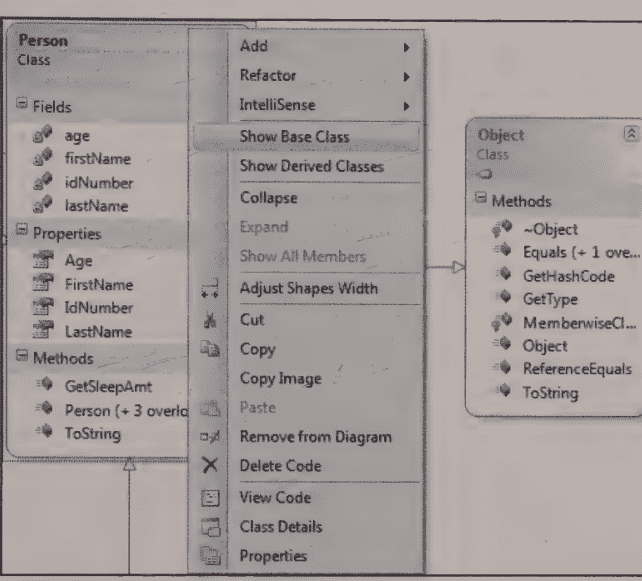 Person
Class
Fields
age
firstName
idNumber
lastName
Properties
Age
FirstName
IdNumber
LastName
Methods
GetSleepAmt
Person (+ 3 overlo
ToString
Add
Refactor
IntelliSense
Show Base Class
Show Derived Classes
Collapse
Expand
Show All Members
Adjust Shapes Width
Cut
Copy
Copy Image
Paste
Remove from Diagram
Delete Code
View Code
Class Details
Properties
Object
Class
Methods
~Object
Equals (+ 1 ove...
GetHashCode
GetType
MemberwiseCl...
Object
ReferenceEquals
ToString